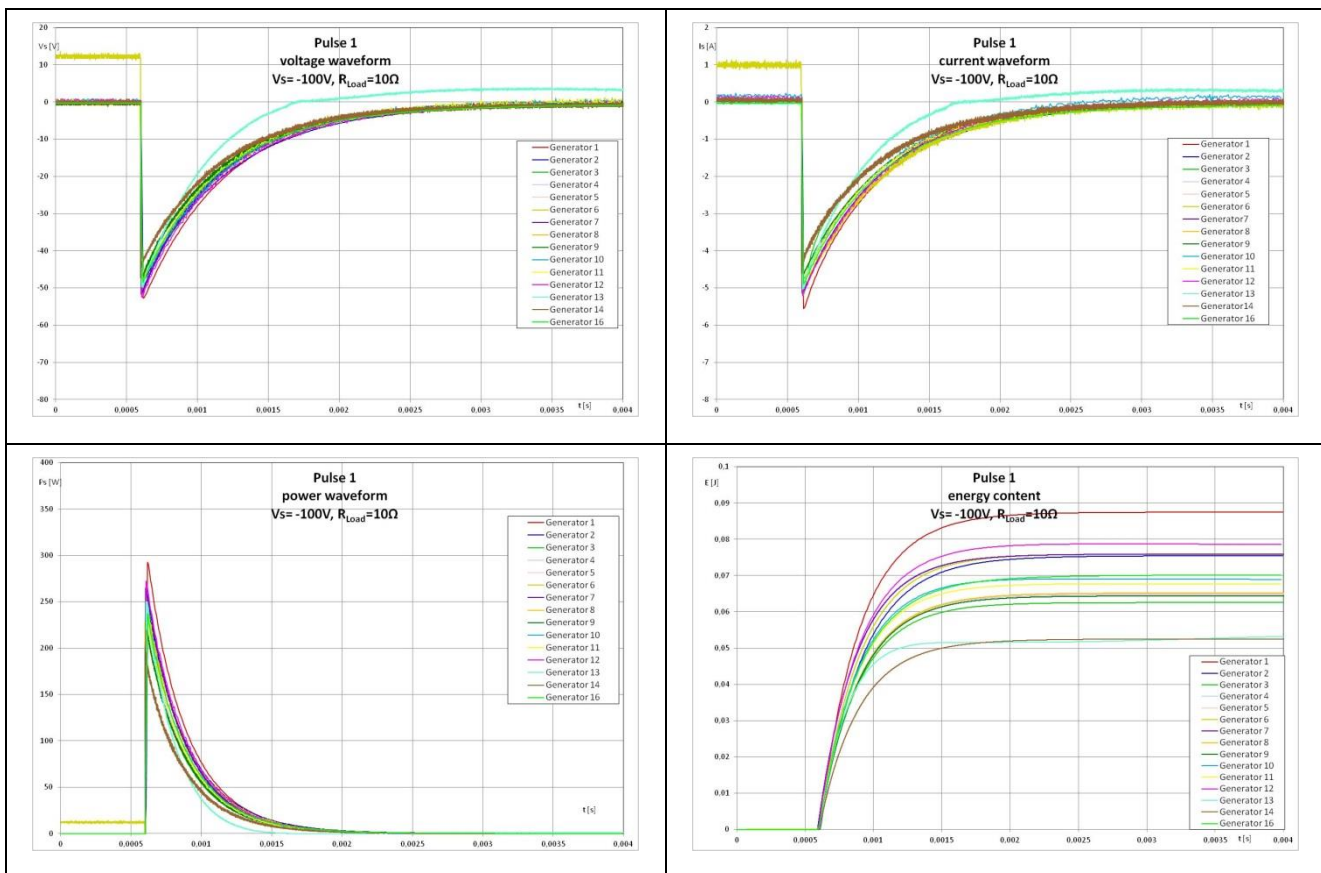 Vs [V]
Pulse 1
voltage waveform
Vs= -100V, RLoad=10Ω
20
10
0
-10
-20
-30
-40
-50
-60
-70
-80
Generator 1
Generator 2
Generator 3
Generator 4
Generator 5
Generator 6
Generator 7
Generator 8
Generator 9
Generator 10
Generator 11
Generator 12
Generator 13
Generator 14
Generator 16
0 0,0005 0,001 0,0015 0,002 0,0025 0,003 0,0035 0,004
t [s]
Is [A]
Pulse 1
current waveform
Vs= -100V, RLoad=10Ω
2
1
0
-1
-2
-3
-4
-5
-6
-7
-8
Generator 1
Generator 2
Generator 3
Generator 4
Generator 5
Generator 6
Generator 7
Generator 8
Generator 9
Generator 10
Generator 11
Generator 12
Generator 13
Generator14
Generator 16
0 0,0005 0,001 0,0015 0,002 0,0025 0,003 0,0035 0,004
t [s]
Ps [W]
Pulse 1
power waveform
Vs= -100V, RLoad=10Ω
400
350
300
250
200
150
100
50
0
Generator 1
Generator 2
Generator 3
Generator 4
Generator 5
Generator 6
Generator 7
Generator 8
Generator 9
Generator 10
Generator 11
Generator 12
Generator 13
Generator 14
Generator 16
t [s]
0 0,0005 0,001 0,0015 0,002 0,0025 0,003 0,0035 0,004
E [J]
Pulse 1
energy content
Vs= -100V, RLoad=10Ω
0,1
0,09
0,08
0,07
0,06
0,05
0,04
0,03
0,02
0,01
0
Generator 1
Generator 2
Generator 3
Generator 4
Generator 5
Generator 6
Generator 7
Generator 8
Generator 9
Generator 10
Generator 11
Generator 12
Generator 13
Generator 14
Generator 16
0 0,0005 0,001 0,0015 0,002 0,0025 0,003 0,0035 0,004
t [s]